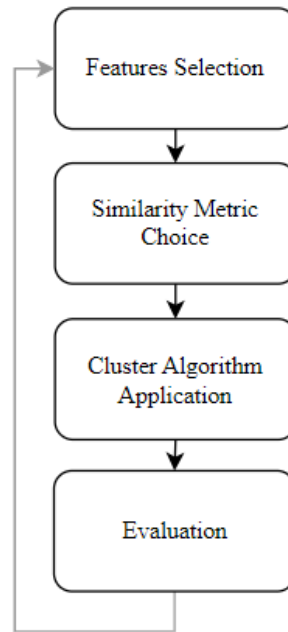 Features Selection
Similarity Metric
Choice
Cluster Algorithm
Application
Evaluation